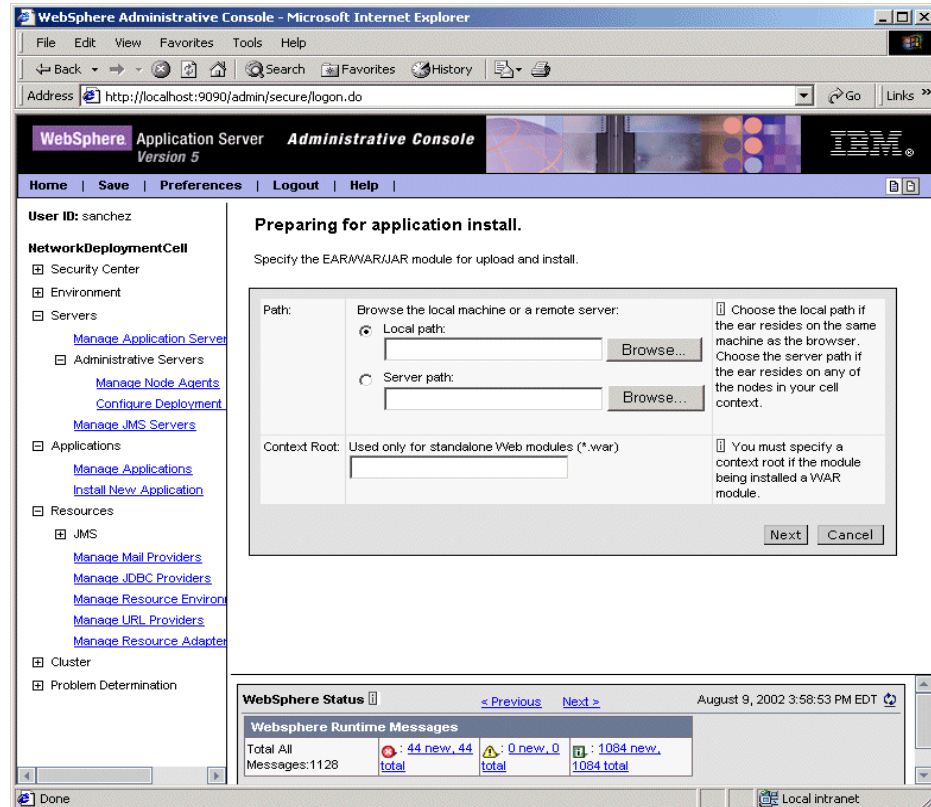 WebSphere Administrative Console - Microsoft Internet Explorer
File Edit View Favorites Tools Help
Back Search Favorites History
Address http://localhost:9090/admin/secure/logon.do Go Links »
WebSphere Application Server Administrative Console
Version 5
IBM
Home | Save | Preferences | Logout | Help |
User ID: sanchez
NetworkDeploymentCell
Security Center
Environment
Servers
Manage Application Server
Administrative Servers
Manage Node Agents
Configure Deployment
Manage JMS Servers
Applications
Manage Applications
Install New Application
Resources
JMS
Manage Mail Providers
Manage JDBC Providers
Manage Resource Environ
Manage URL Providers
Manage Resource Adapter
Cluster
Problem Determination
Preparing for application install.
Specify the EAR/WAR/JAR module for upload and install.
Path:
Browse the local machine or a remote server:
Local path:
Browse...
Server path:
Browse...
i Choose the local path if
the ear resides on the same
machine as the browser.
Choose the server path if
the ear resides on any of
the nodes in your cell
context.
Context Root:
Used only for standalone Web modules (*.war)
i You must specify a
context root if the module
being installed a WAR
module.
Next Cancel
WebSphere Status i < Previous Next > August 9, 2002 3:58:53 PM EDT
Websphere Runtime Messages
Total All
Messages:1128
: 44 new, 44
total
: 0 new, 0
total
: 1084 new,
1084 total
Done Local intranet